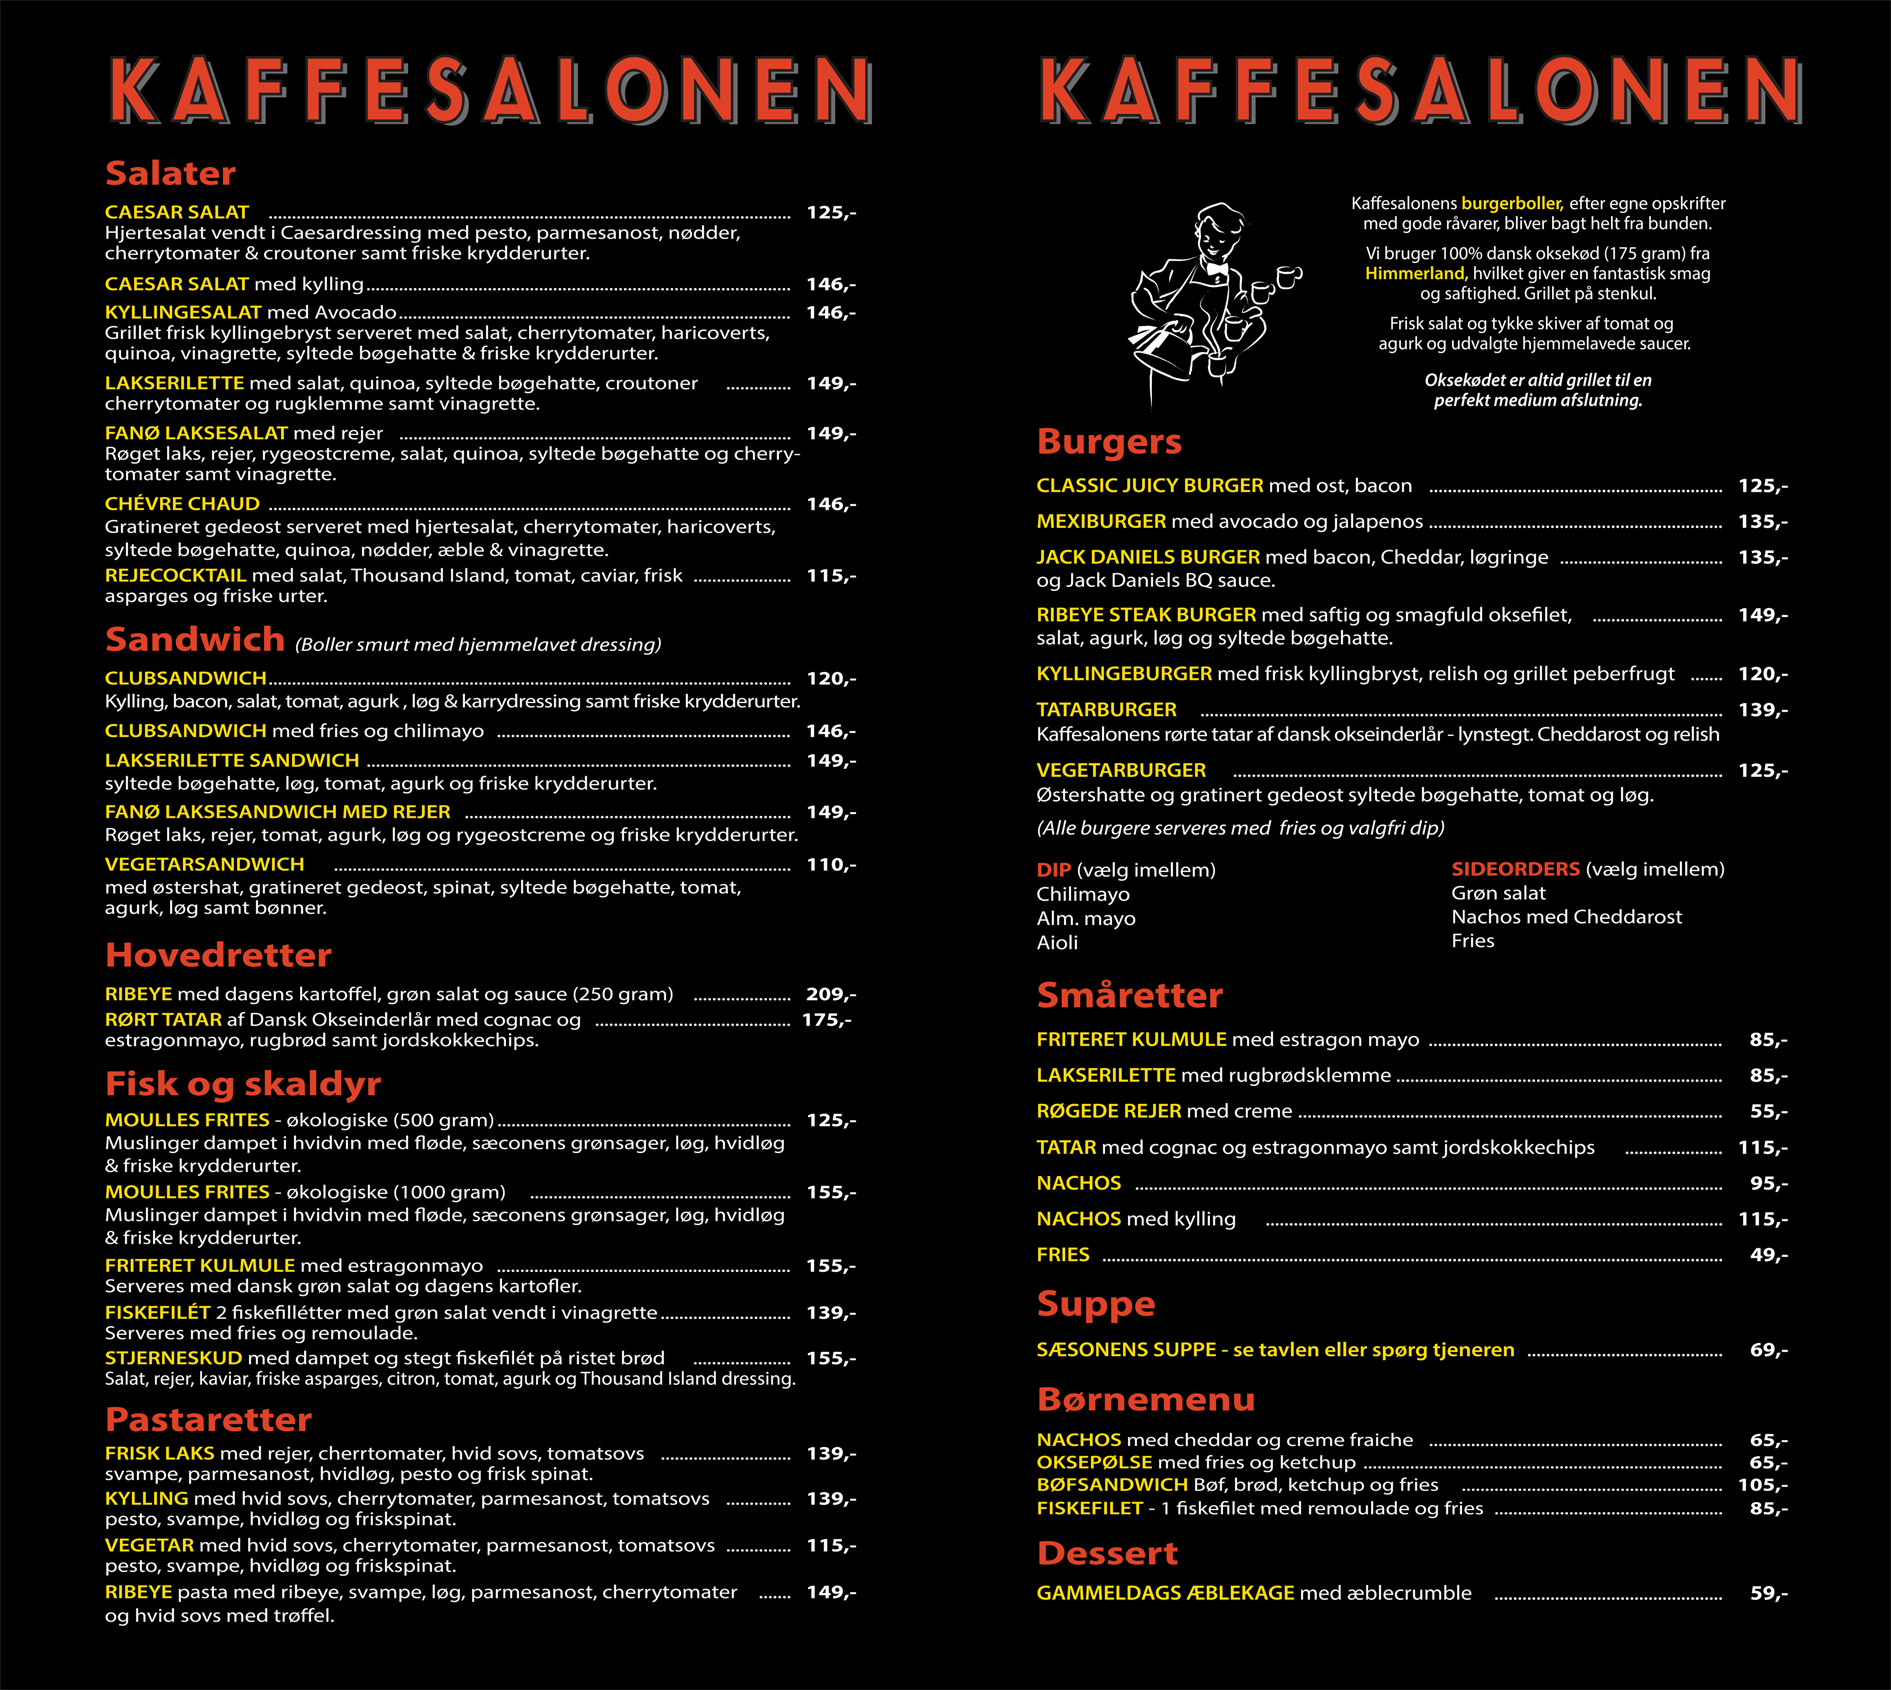 KAFFESALONEN
Salater
CAESAR SALAT ........ 125,-
Hjertesalat vendt i Caesardressing med pesto, parmesanost, nødder,
cherrytomater & croutoner samt friske krydderurter.
CAESAR SALAT med kylling ........ 146,-
KYLLINGESALAT med Avocado ........ 146,-
Grillet frisk kyllingebryst serveret med salat, cherrytomater, haricoverts,
quinoa, vinagrette, syltede bøgehatte & friske krydderurter.
LAKSERILETTE med salat, quinoa, syltede bøgehatte, croutoner ........ 149,-
cherrytomater og rugklemme samt vinagrette.
FANØ LAKSESALAT med rejer ........ 149,-
Røget laks, rejer, rygeostcreme, salat, quinoa, syltede bøgehatte og cherry-
tomater samt vinagrette.
CHÉVRE CHAUD ........ 146,-
Gratineret gedeost serveret med hjertesalat, cherrytomater, haricoverts,
syltede bøgehatte, quinoa, nødder, æble & vinagrette.
REJECOCKTAIL med salat, Thousand Island, tomat, caviar, frisk ........ 115,-
asparges og friske urter.
Sandwich (Boller smurt med hjemmelavet dressing)
CLUBSANDWICH ........ 120,-
Kylling, bacon, salat, tomat, agurk , løg & karrydressing samt friske krydderurter.
CLUBSANDWICH med fries og chilimayo ........ 146,-
LAKSERILETTE SANDWICH ........ 149,-
syltede bøgehatte, løg, tomat, agurk og friske krydderurter.
FANØ LAKSESANDWICH MED REJER ........ 149,-
Røget laks, rejer, tomat, agurk, løg og rygeostcreme og friske krydderurter.
VEGETARSANDWICH ........ 110,-
med østershat, gratineret gedeost, spinat, syltede bøgehatte, tomat,
agurk, løg samt bønner.
Hovedretter
RIBEYE med dagens kartoffel, grøn salat og sauce (250 gram) ........ 209,-
RØRT TATAR af Dansk Okseinderlår med cognac og ........ 175,-
estragonmayo, rugbrød samt jordskokkechips.
Fisk og skaldyr
MOULLES FRITES - økologiske (500 gram) ........ 125,-
Muslinger dampet i hvidvin med fløde, sæconens grønsager, løg, hvidløg
& friske krydderurter.
MOULLES FRITES - økologiske (1000 gram) ........ 155,-
Muslinger dampet i hvidvin med fløde, sæconens grønsager, løg, hvidløg
& friske krydderurter.
FRITERET KULMULE med estragonmayo ........ 155,-
Serveres med dansk grøn salat og dagens kartofler.
FISKEFILÉT 2 fiskefillétter med grøn salat vendt i vinagrette ........ 139,-
Serveres med fries og remoulade.
STJERNESKUD med dampet og stegt fiskefilét på ristet brød ........ 155,-
Salat, rejer, kaviar, friske asparges, citron, tomat, agurk og Thousand Island dressing.
Pastaretter
FRISK LAKS med rejer, cherrtomater, hvid sovs, tomatsovs ........ 139,-
svampe, parmesanost, hvidløg, pesto og frisk spinat.
KYLLING med hvid sovs, cherrytomater, parmesanost, tomatsovs ........ 139,-
pesto, svampe, hvidløg og friskspinat.
VEGETAR med hvid sovs, cherrytomater, parmesanost, tomatsovs ........ 115,-
pesto, svampe, hvidløg og friskspinat.
RIBEYE pasta med ribeye, svampe, løg, parmesanost, cherrytomater ....... 149,-
og hvid sovs med trøffel.
KAFFESALONEN
Kaffesalonens burgerboller, efter egne opskrifter
med gode råvarer, bliver bagt helt fra bunden.
Vi bruger 100% dansk oksekød (175 gram) fra
Himmerland, hvilket giver en fantastisk smag
og saftighed. Grillet på stenkul.
Frisk salat og tykke skiver af tomat og
agurk og udvalgte hjemmelavede saucer.
Oksekødet er altid grillet til en
perfekt medium afslutning.
Burgers
CLASSIC JUICY BURGER med ost, bacon ........ 125,-
MEXIBURGER med avocado og jalapenos ........ 135,-
JACK DANIELS BURGER med bacon, Cheddar, løgringe ........ 135,-
og Jack Daniels BQ sauce.
RIBEYE STEAK BURGER med saftig og smagfuld oksefilet, ........ 149,-
salat, agurk, løg og syltede bøgehatte.
KYLLINGEBURGER med frisk kyllingbryst, relish og grillet peberfrugt ....... 120,-
TATARBURGER ........ 139,-
Kaffesalonens rørte tatar af dansk okseinderlår - lynstegt. Cheddarost og relish
VEGETARBURGER ........ 125,-
Østershatte og gratinert gedeost syltede bøgehatte, tomat og løg.
(Alle burgere serveres med fries og valgfri dip)
DIP (vælg imellem)
Chilimayo
Alm. mayo
Aioli
SIDEORDERS (vælg imellem)
Grøn salat
Nachos med Cheddarost
Fries
Småretter
FRITERET KULMULE med estragon mayo ........ 85,-
LAKSERILETTE med rugbrødsklemme ........ 85,-
RØGEDE REJER med creme ........ 55,-
TATAR med cognac og estragonmayo samt jordskokkechips ........ 115,-
NACHOS ........ 95,-
NACHOS med kylling ........ 115,-
FRIES ........ 49,-
Suppe
SÆSONENS SUPPE - se tavlen eller spørg tjeneren ........ 69,-
Børnemenu
NACHOS med cheddar og creme fraiche ........ 65,-
OKSEPØLSE med fries og ketchup ........ 65,-
BØFSANDWICH Bøf, brød, ketchup og fries ........ 105,-
FISKEFILET - 1 fiskefilet med remoulade og fries ........ 85,-
Dessert
GAMMELDAGS ÆBLEKAGE med æblecrumble ........ 59,-